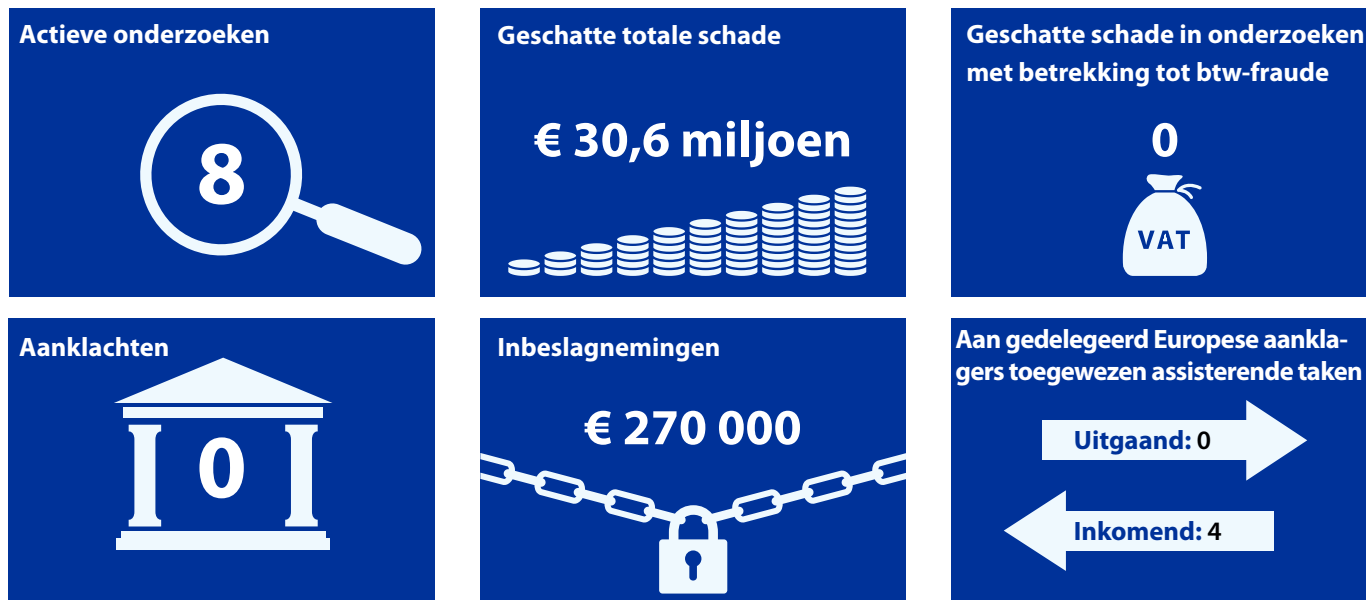 Actieve onderzoeken
8
Geschatte totale schade
€ 30,6 miljoen
Geschatte schade in onderzoeken
met betrekking tot btw-fraude
0
VAT
Aanklachten
0
Inbeslagnemingen
€ 270 000
Aan gedelegeerd Europese aankla-
gers toegewezen assisterende taken
Uitgaand: 0
Inkomend: 4